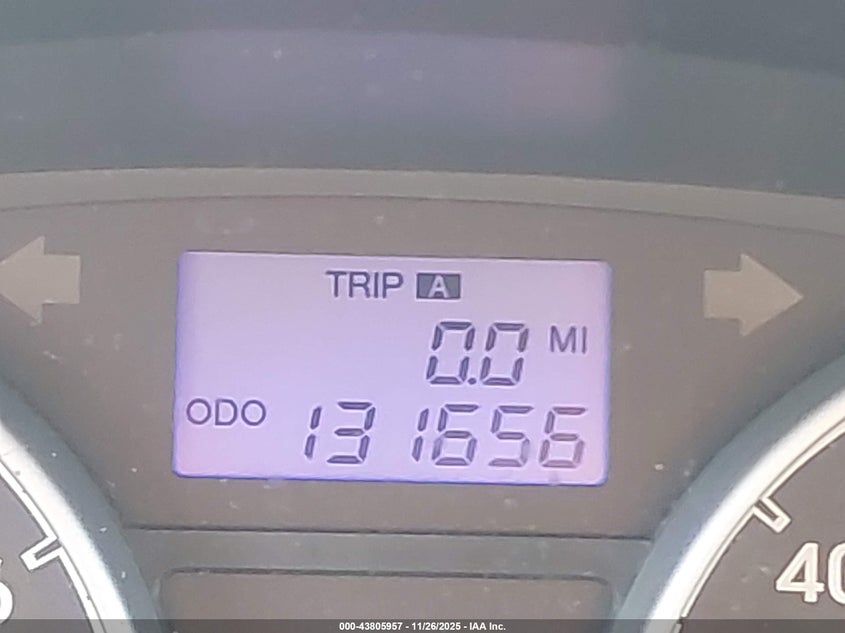 TRIP A
0.0 MI
ODO 131656
40
000-43805957 - 11/26/2025 - IAA Inc.